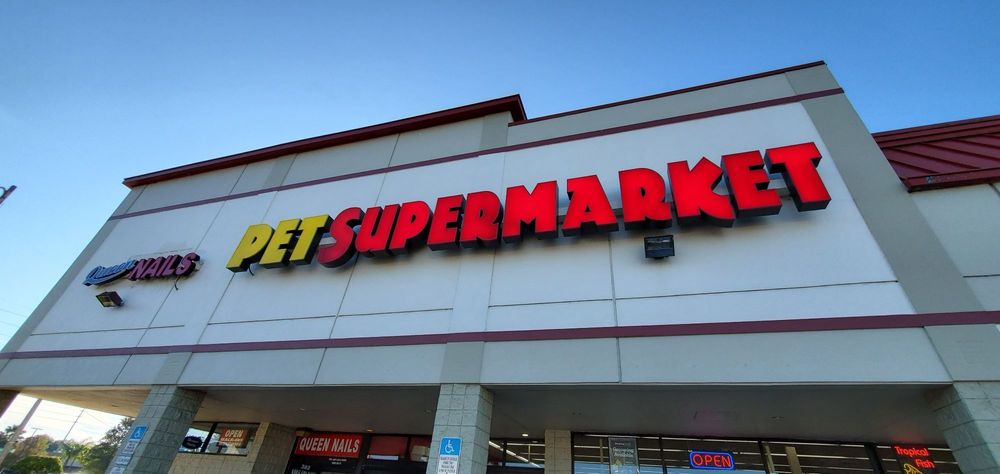 PET SUPERMARKET
Queen NAILS
OPEN
QUEEN NAILS
OPEN
Tropical
Fish